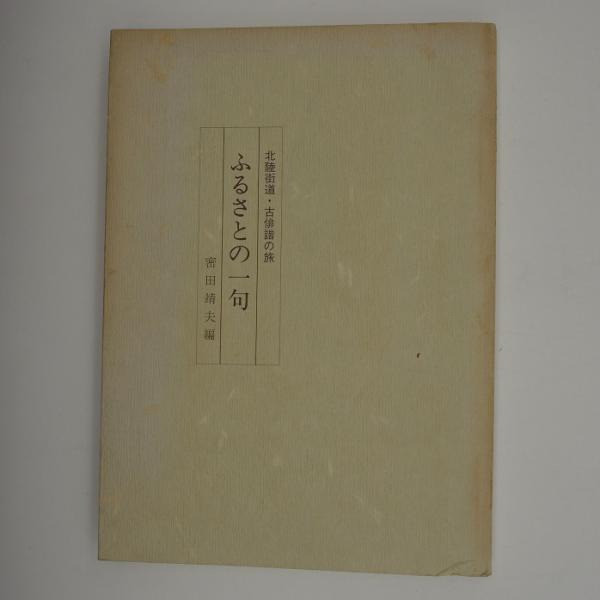 北陸街道・古俳諧の旅
ふるさとの一句
密田靖夫編